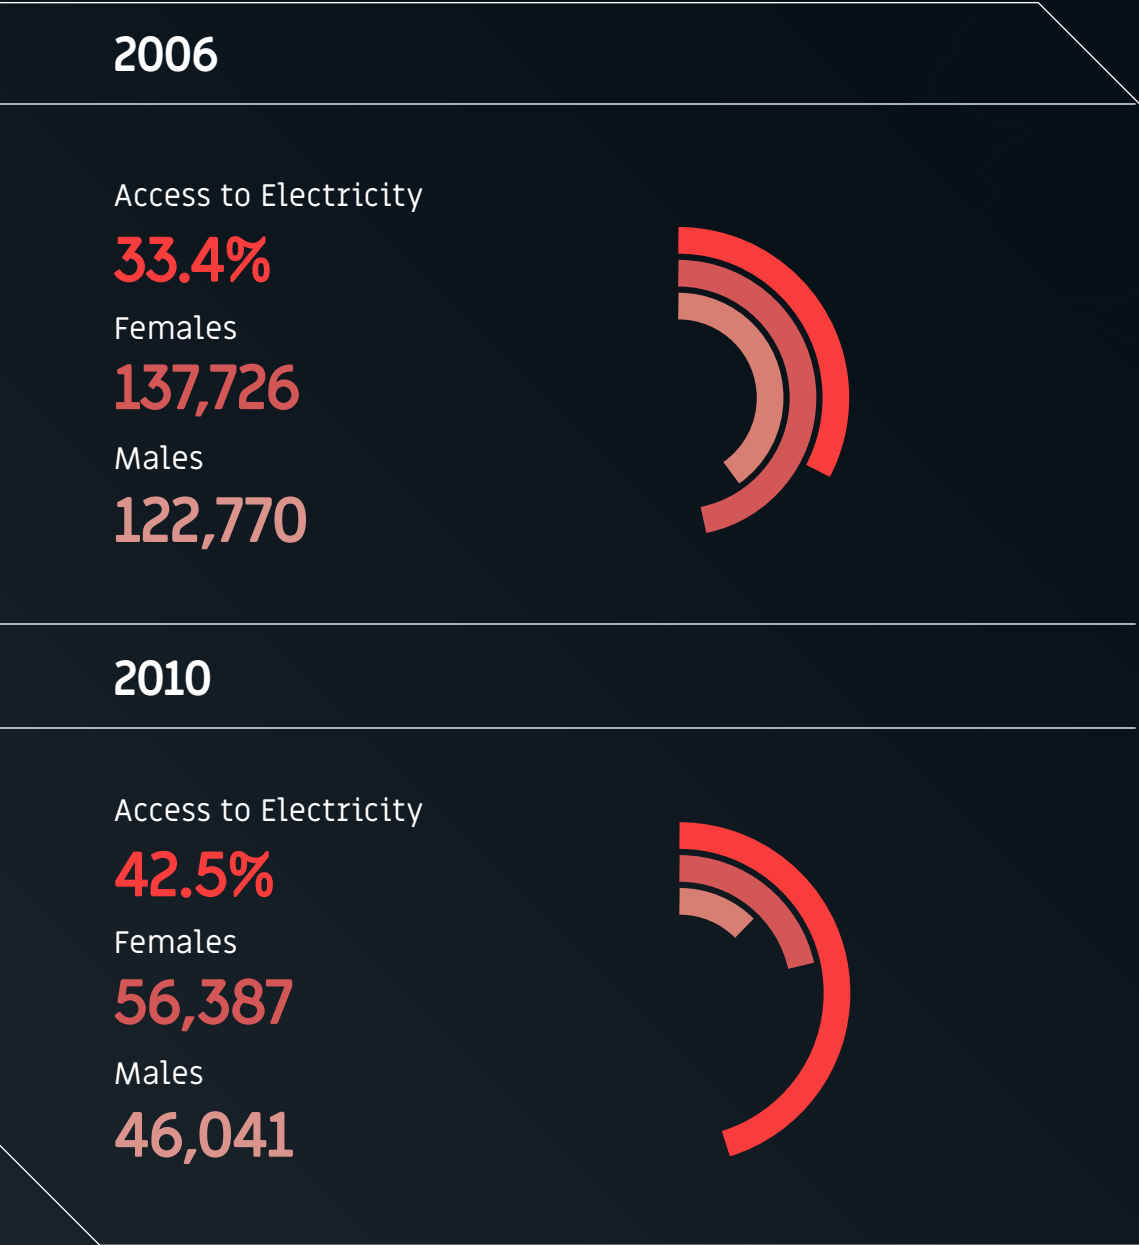 2006
Access to Electricity
33.4%
Females
137,726
Males
122,770
2010
Access to Electricity
42.5%
Females
56,387
Males
46,041